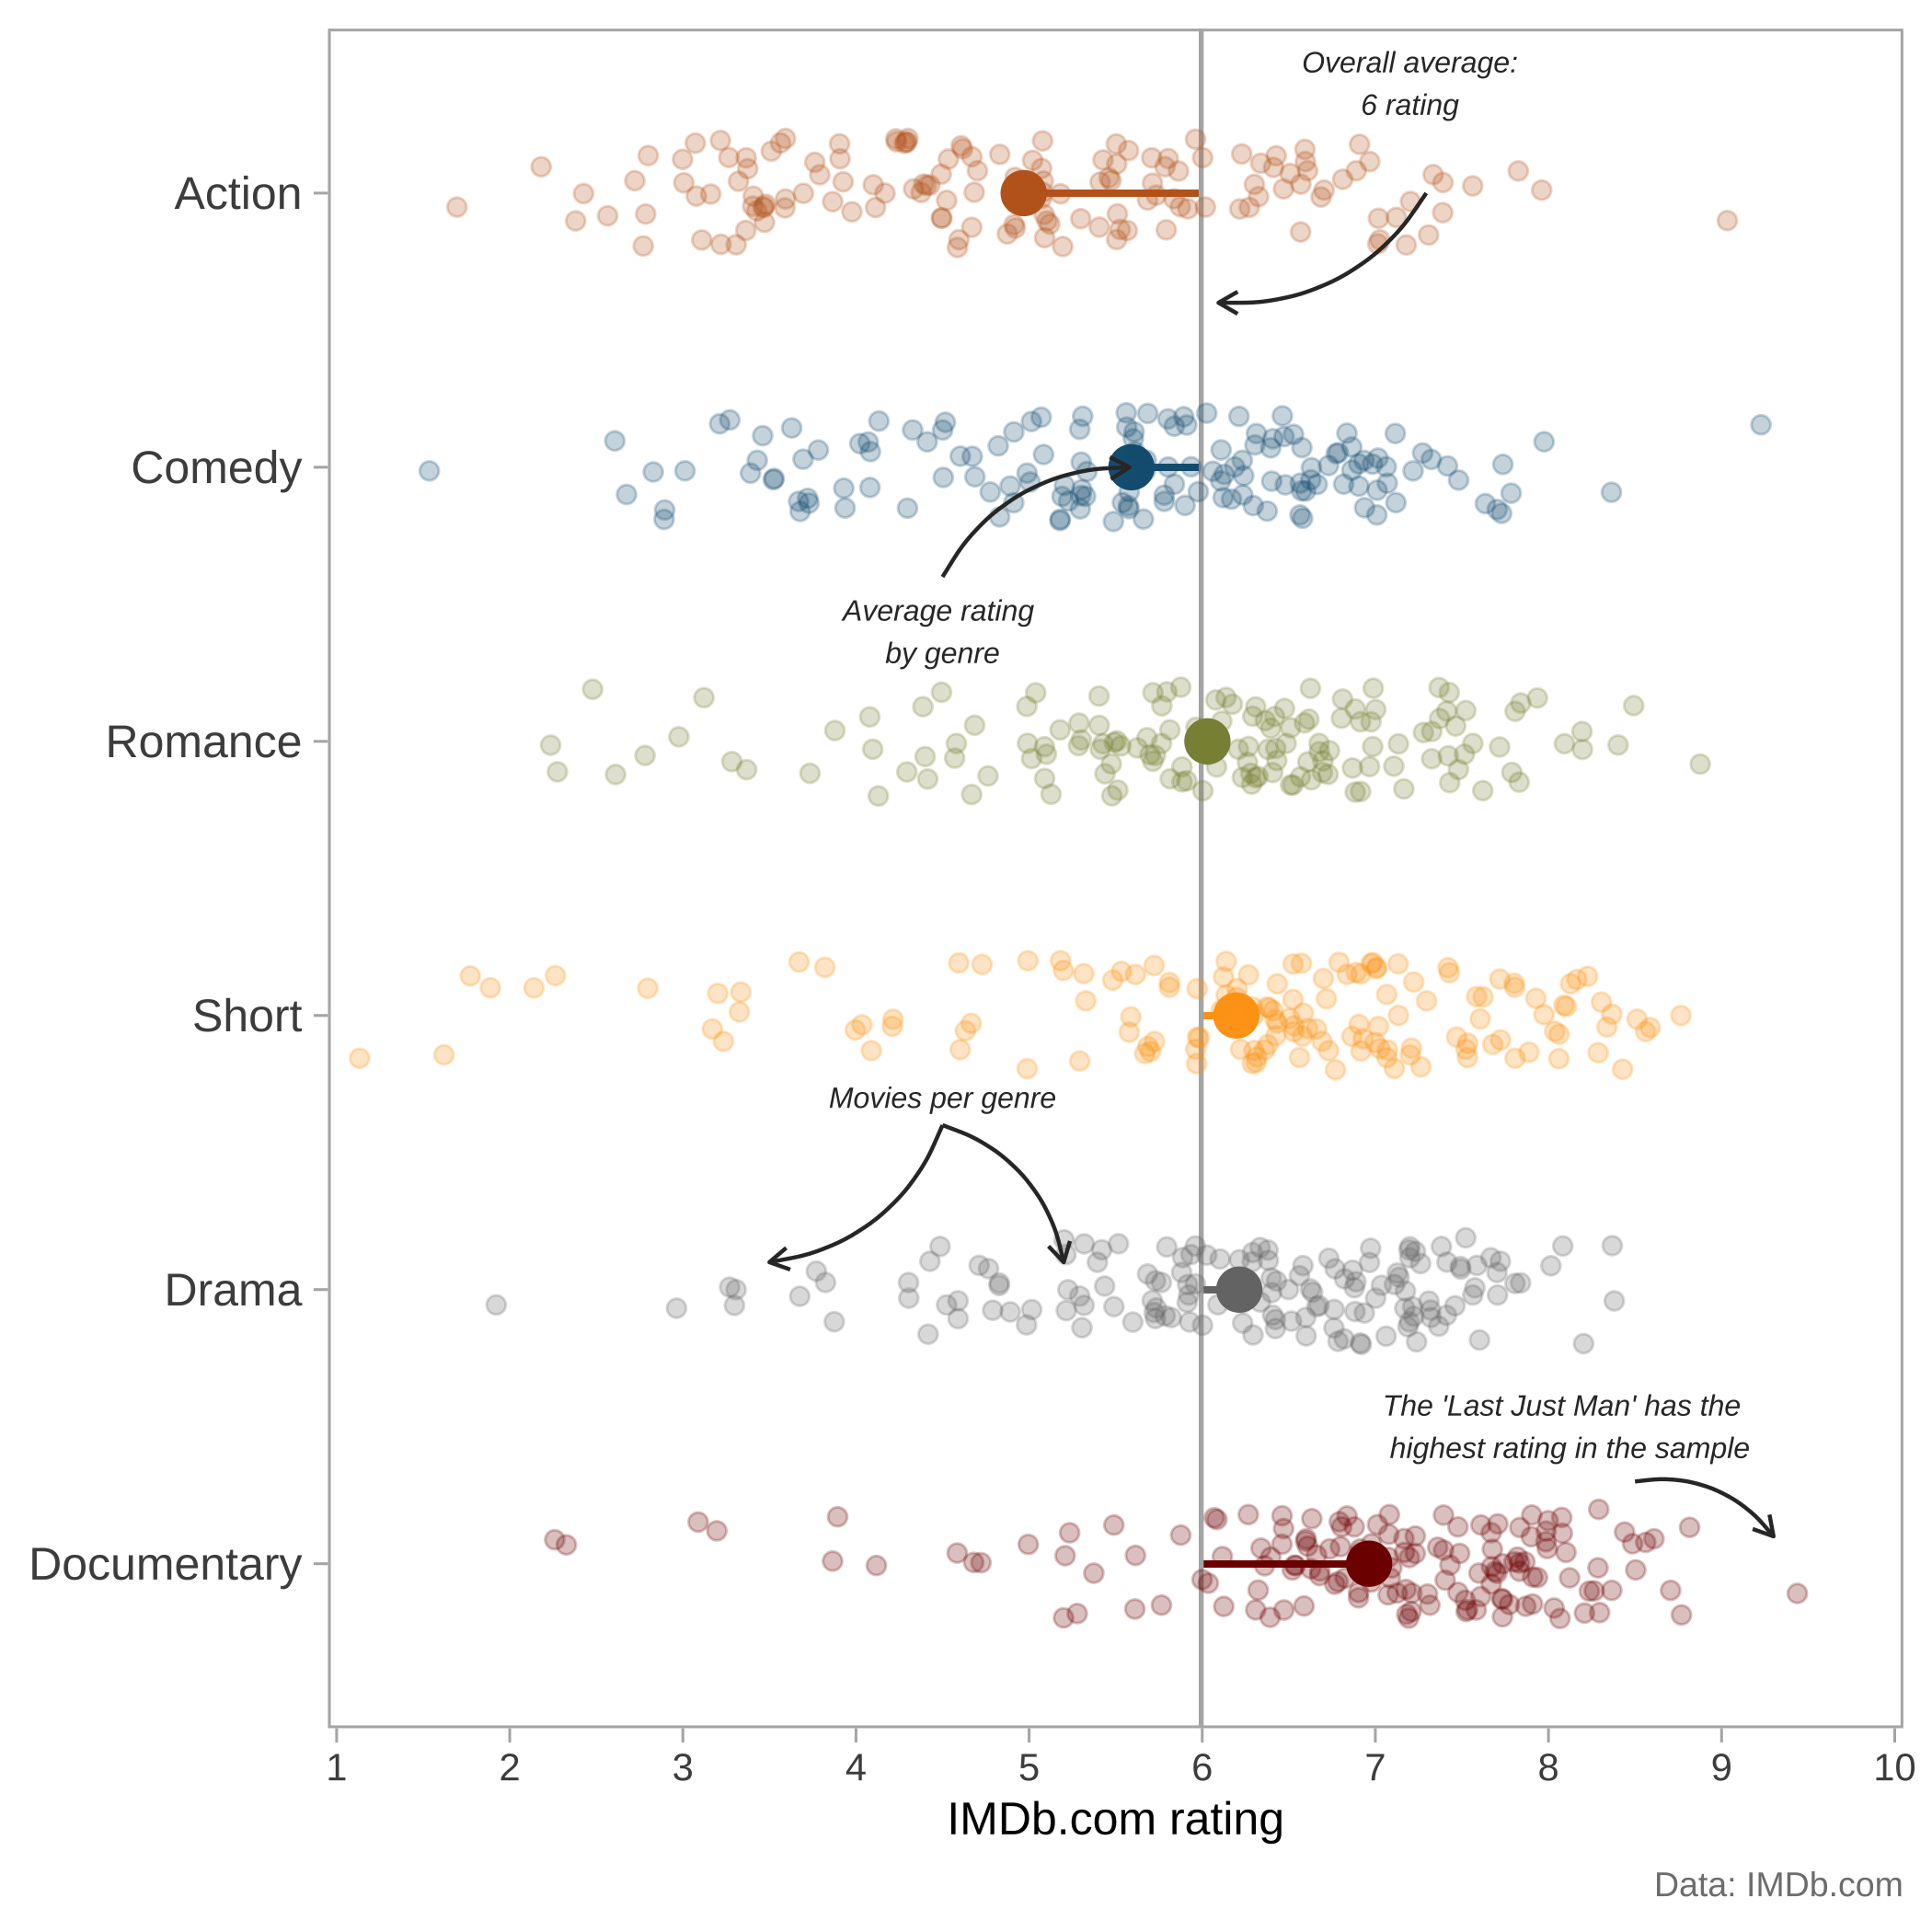 Overall average:
6 rating
Action
Comedy
Average rating
by genre
Romance
Short
Movies per genre
Drama
The 'Last Just Man' has the
highest rating in the sample
Documentary
1 2 3 4 5 6 7 8 9 10
IMDb.com rating
Data: IMDb.com